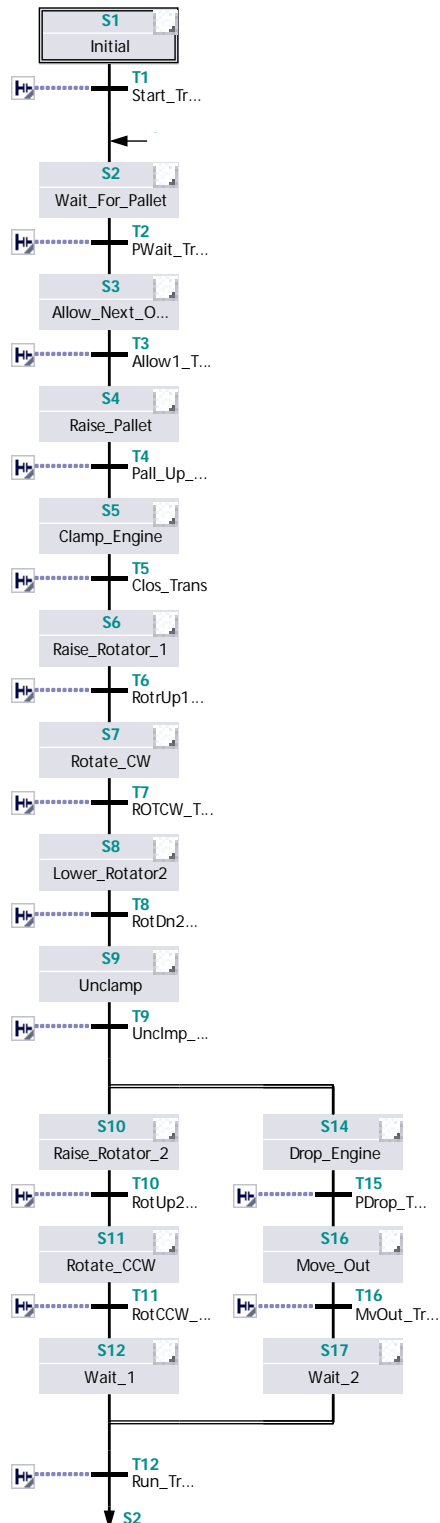 S1
Initial
T1
Start_Tr...
S2
Wait_For_Pallet
T2
PWait_Tr...
S3
Allow_Next_O...
T3
Allow1_T...
S4
Raise_Pallet
T4
Pall_Up_...
S5
Clamp_Engine
T5
Clos_Trans
S6
Raise_Rotator_1
T6
RotrUp1...
S7
Rotate_CW
T7
ROTCW_T...
S8
Lower_Rotator2
T8
RotDn2...
S9
Unclamp
T9
Unclmp_...
S10
Raise_Rotator_2
T10
RotUp2...
S11
Rotate_CCW
T11
RotCCW_...
S12
Wait_1
S14
Drop_Engine
T15
PDrop_T...
S16
Move_Out
T16
MvOut_Tr...
S17
Wait_2
T12
Run_Tr...
S2